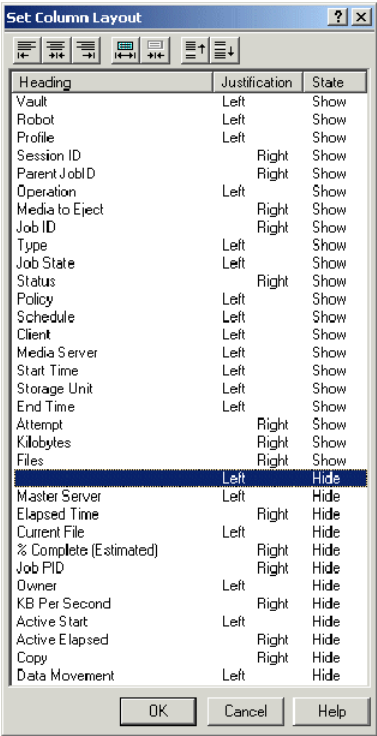 Set Column Layout
Heading Justification State
Vault Left Show
Robot Left Show
Profile Left Show
Session ID Right Show
Parent JobID Right Show
Operation Left Show
Media to Eject Right Show
Job ID Right Show
Type Left Show
Job State Left Show
Status Right Show
Policy Left Show
Schedule Left Show
Client Left Show
Media Server Left Show
Start Time Left Show
Storage Unit Left Show
End Time Left Show
Attempt Right Show
Kilobytes Right Show
Files Right Show
Left Hide
Master Server Left Hide
Elapsed Time Right Hide
Current File Left Hide
% Complete (Estimated) Right Hide
Job PID Right Hide
Owner Left Hide
KB Per Second Right Hide
Active Start Left Hide
Active Elapsed Right Hide
Copy Right Hide
Data Movement Left Hide
OK Cancel Help